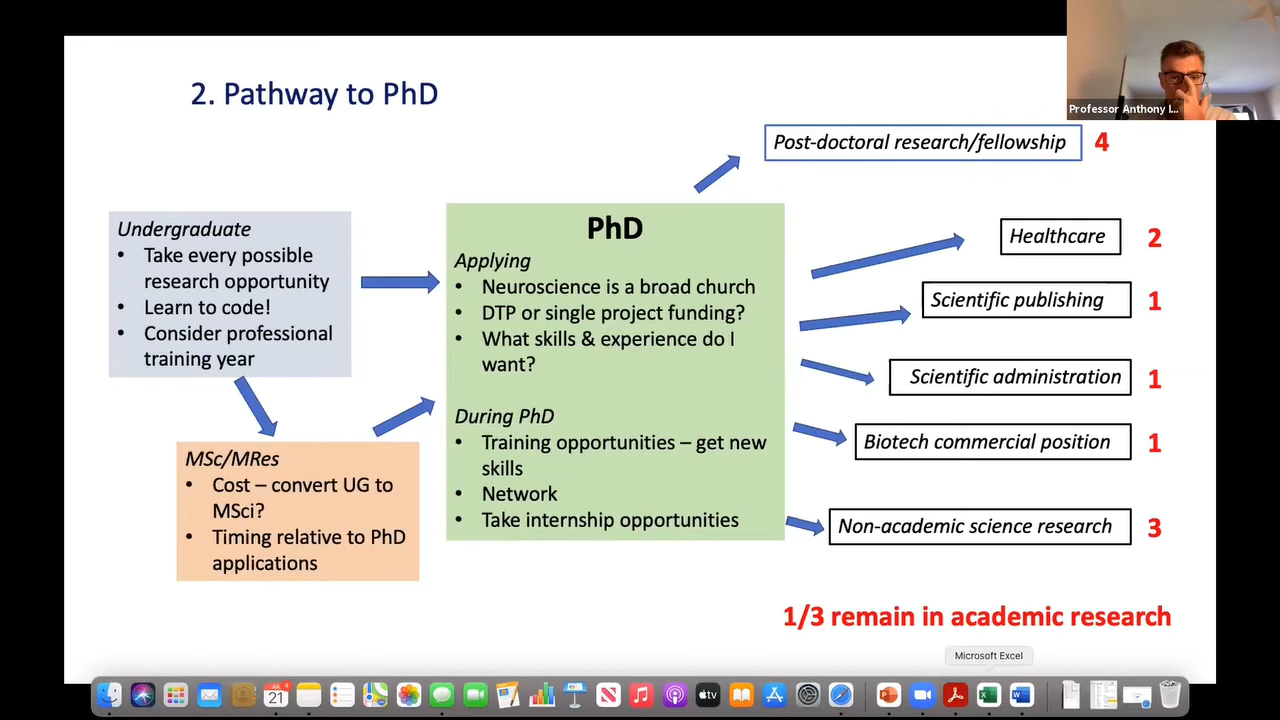 2. Pathway to PhD
Professor Anthony I...
Post-doctoral research/fellowship 4
Undergraduate
• Take every possible
research opportunity
• Learn to code!
• Consider professional
training year
MSc/MRes
• Cost – convert UG to
MSci?
• Timing relative to PhD
applications
PhD
Applying
• Neuroscience is a broad church
• DTP or single project funding?
• What skills & experience do I
want?
During PhD
• Training opportunities – get new
skills
• Network
• Take internship opportunities
Healthcare 2
Scientific publishing 1
Scientific administration 1
Biotech commercial position 1
Non-academic science research 3
1/3 remain in academic research
Microsoft Excel
JUL 4
21
tv